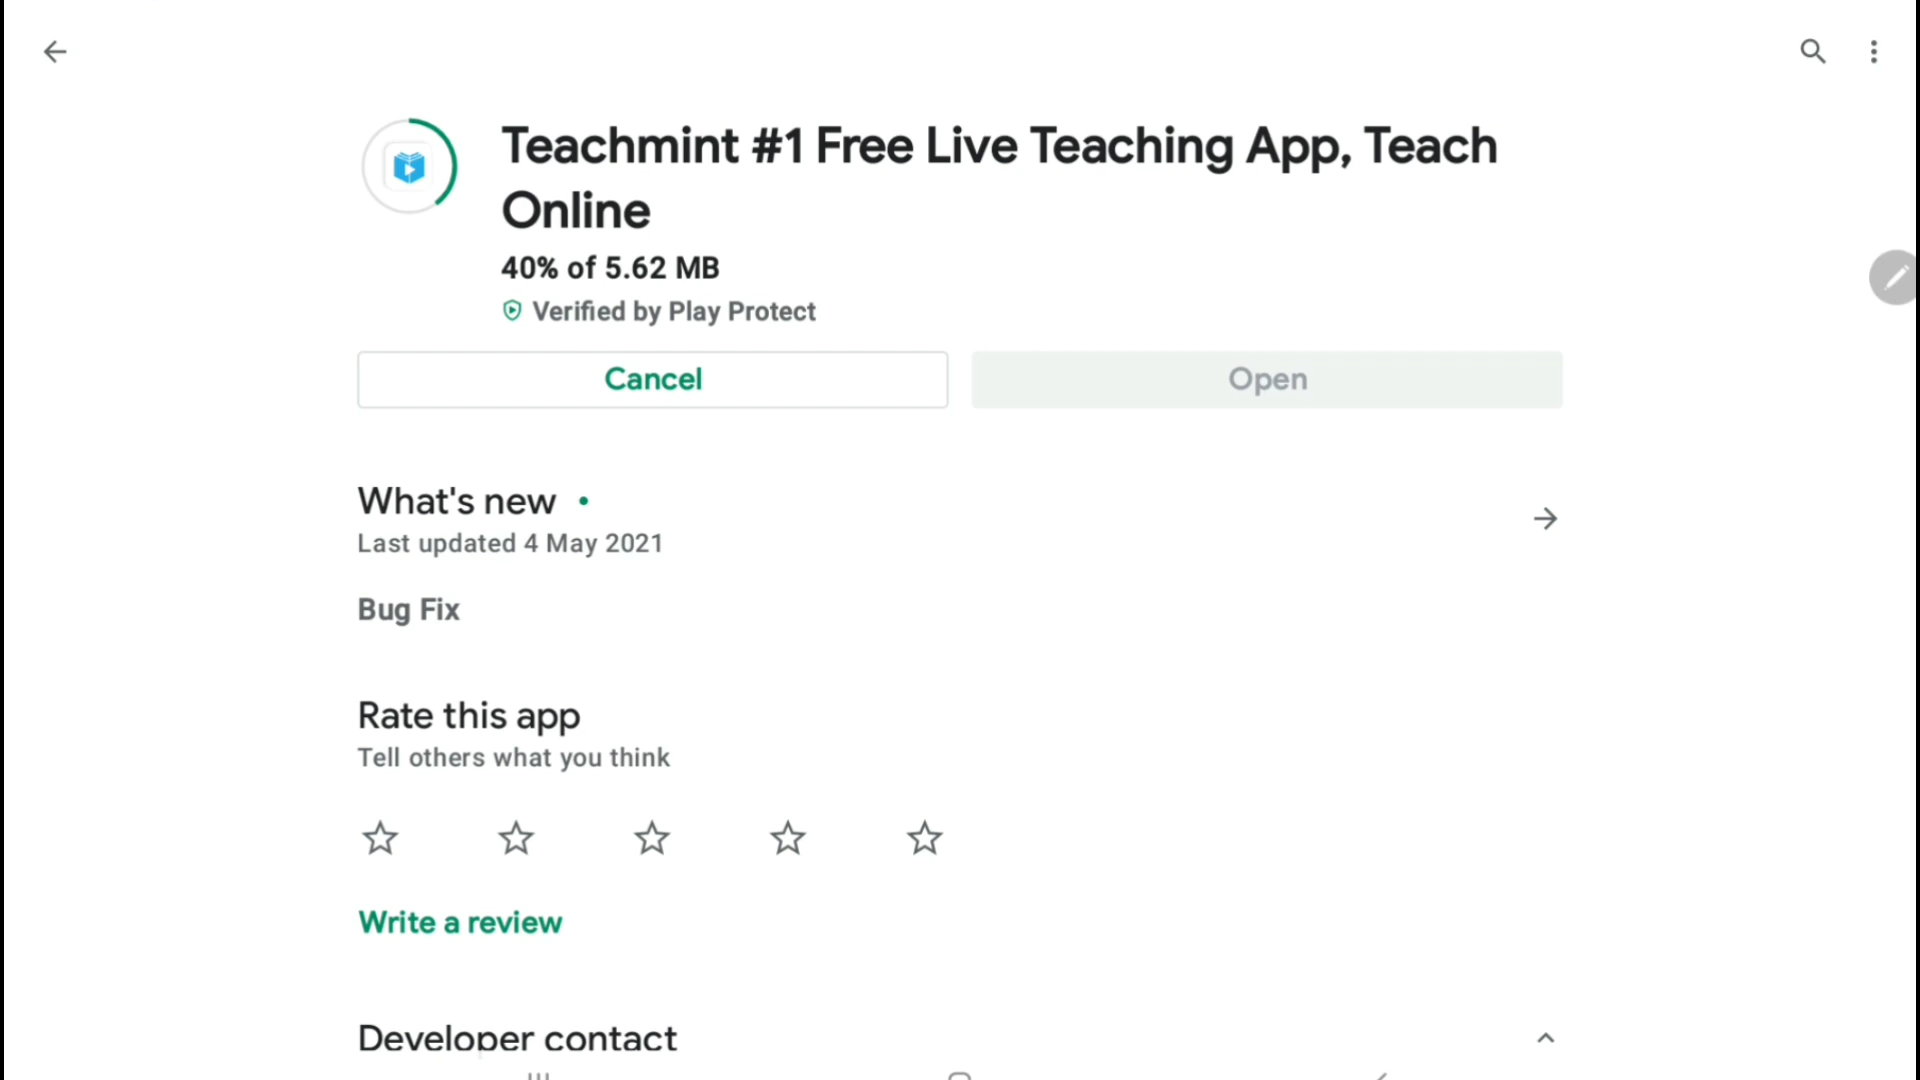 Teachmint #1 Free Live Teaching App, Teach
Online
40% of 5.62 MB
Verified by Play Protect
Cancel
Open
What's new •
Last updated 4 May 2021
Bug Fix
Rate this app
Tell others what you think
Write a review
Developer contact